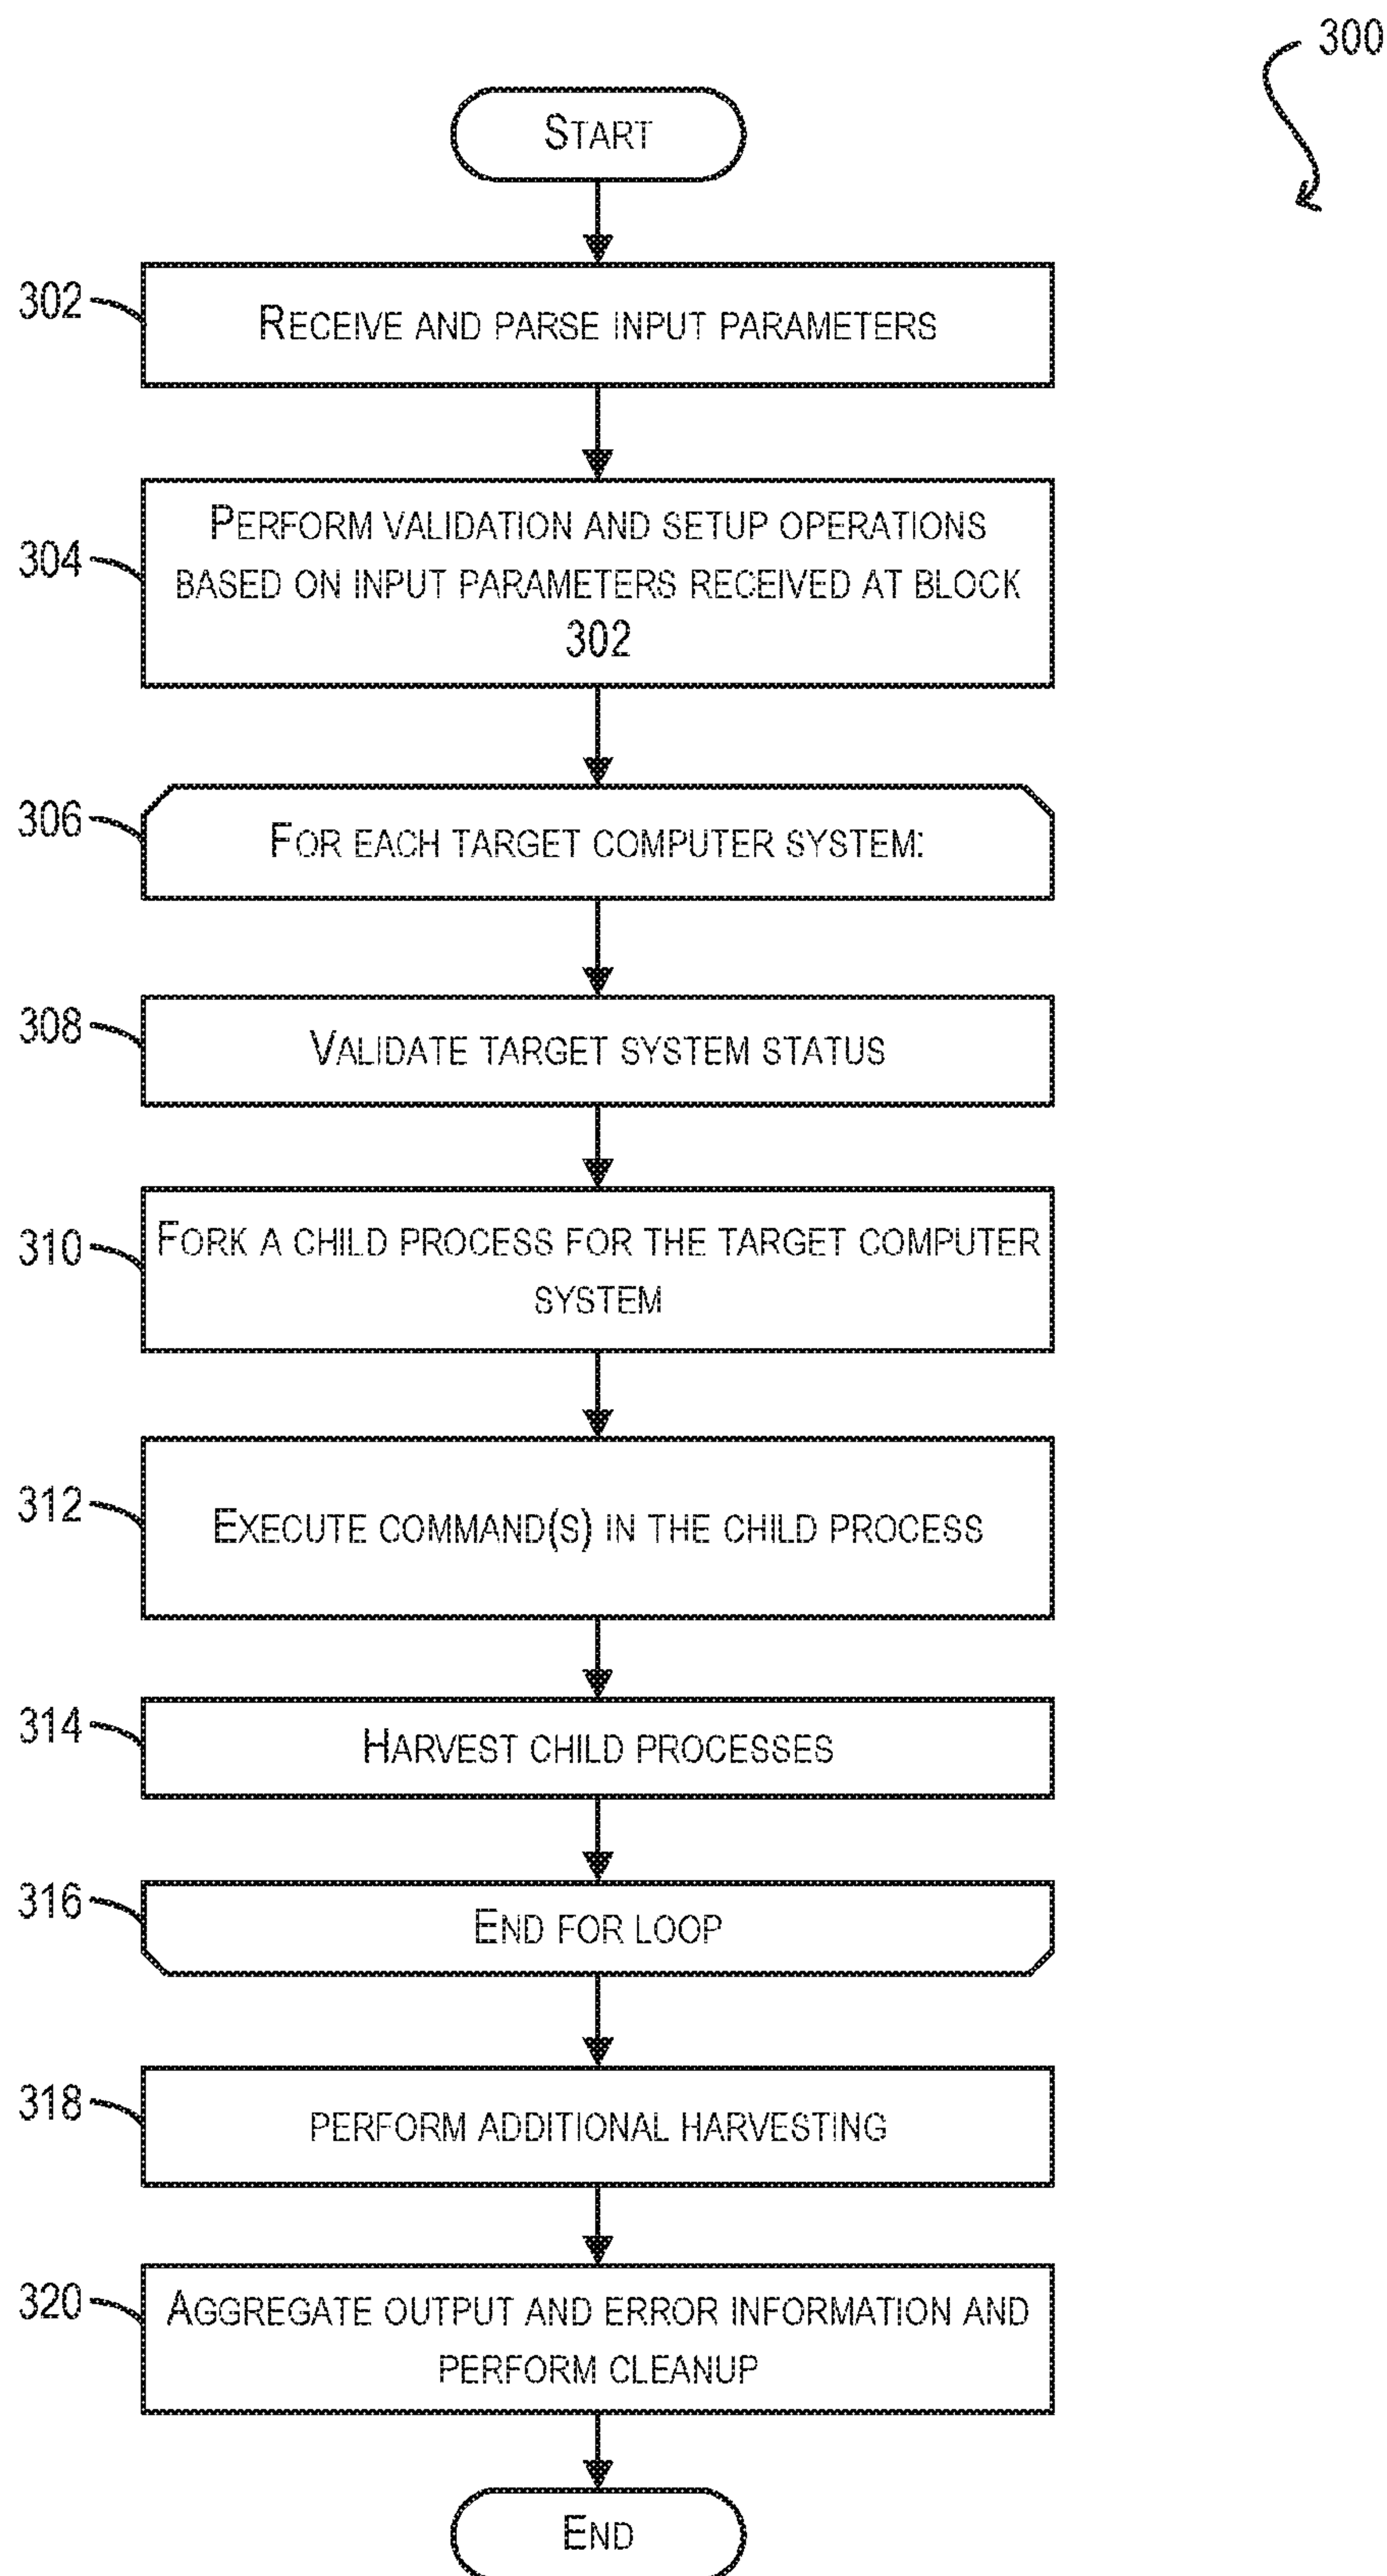 300
START
302
RECEIVE AND PARSE INPUT PARAMETERS
304
PERFORM VALIDATION AND SETUP OPERATIONS
BASED ON INPUT PARAMETERS RECEIVED AT BLOCK
302
306
FOR EACH TARGET COMPUTER SYSTEM:
308
VALIDATE TARGET SYSTEM STATUS
310
FORK A CHILD PROCESS FOR THE TARGET COMPUTER
SYSTEM
312
EXECUTE COMMAND(S) IN THE CHILD PROCESS
314
HARVEST CHILD PROCESSES
316
END FOR LOOP
318
PERFORM ADDITIONAL HARVESTING
320
AGGREGATE OUTPUT AND ERROR INFORMATION AND
PERFORM CLEANUP
END